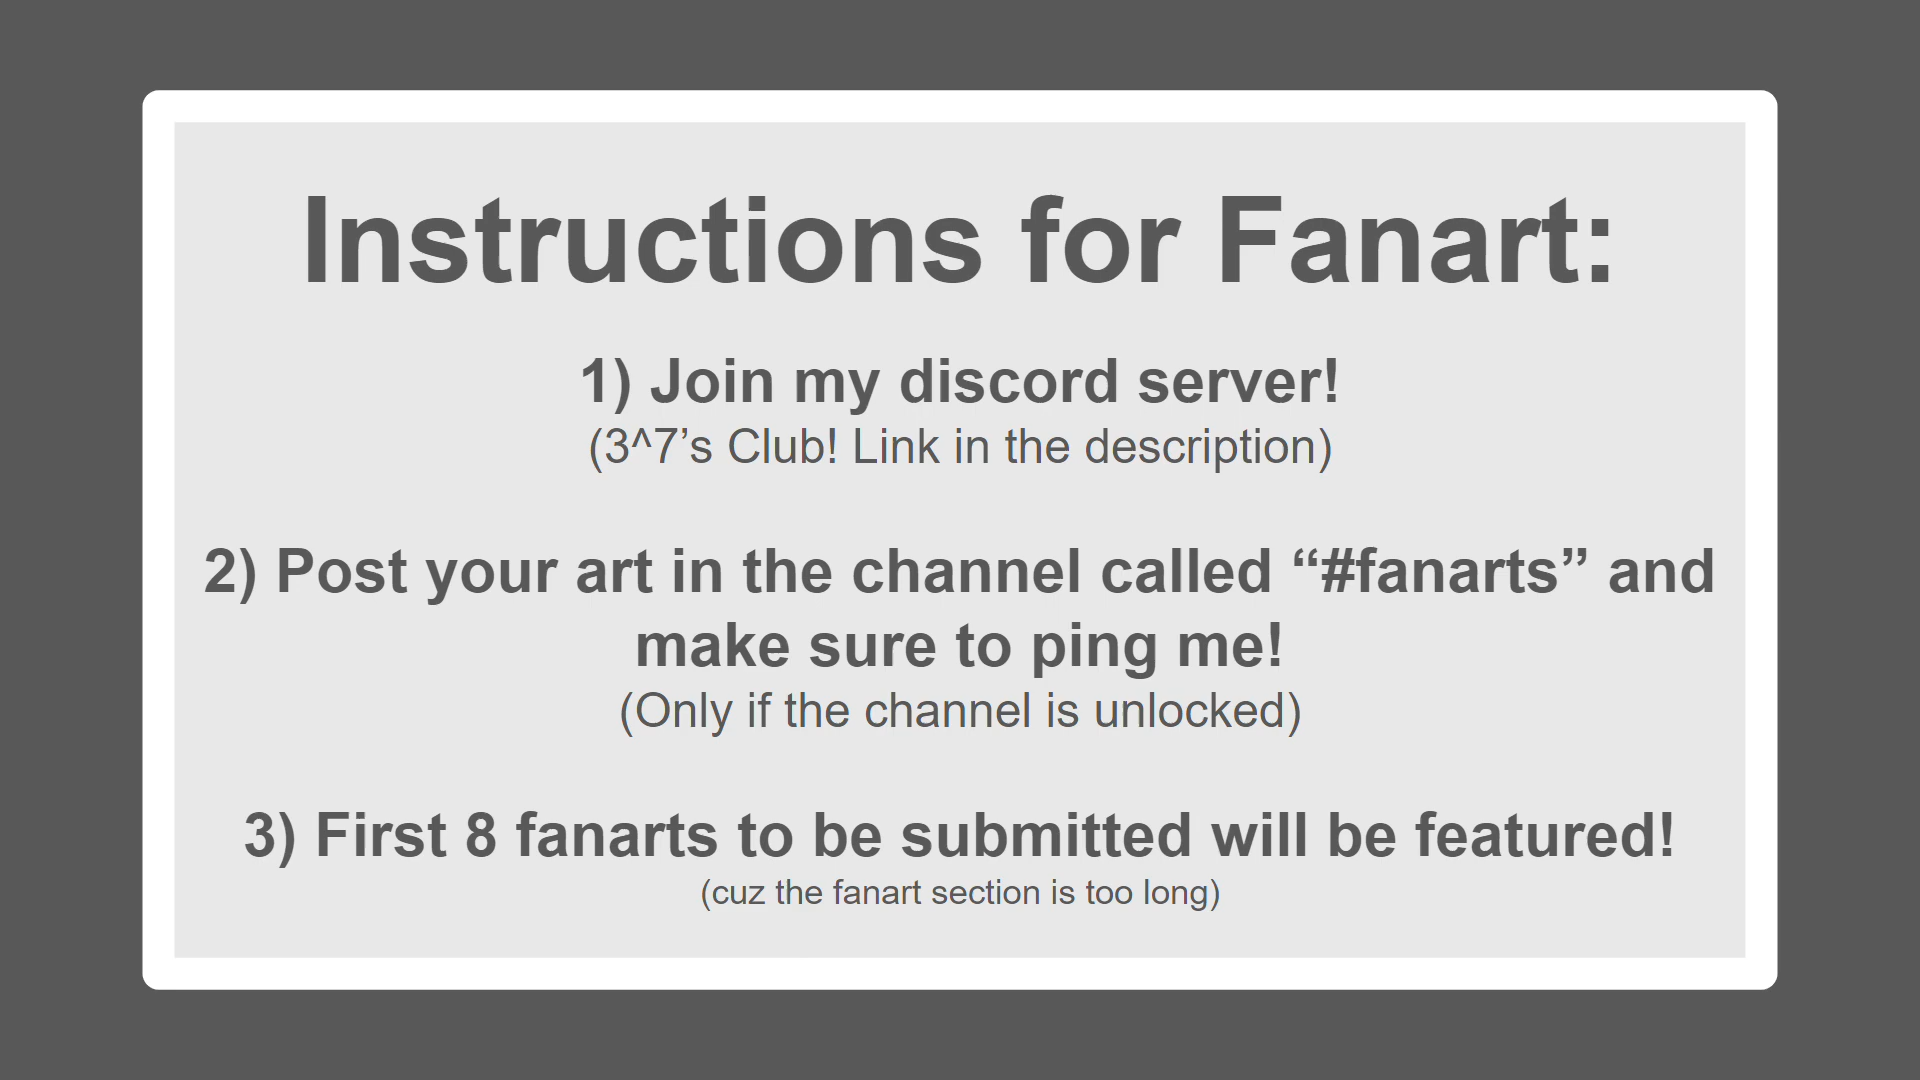 Instructions for Fanart:
1) Join my discord server!
(3^7’s Club! Link in the description)
2) Post your art in the channel called “#fanarts” and
make sure to ping me!
(Only if the channel is unlocked)
3) First 8 fanarts to be submitted will be featured!
(cuz the fanart section is too long)